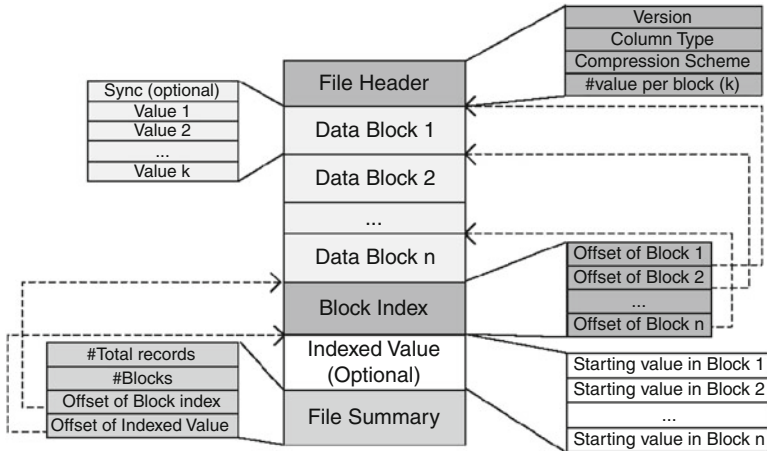 Version
Column Type
Compression Scheme
#value per block (k)
File Header
Sync (optional)
Value 1
Value 2
...
Value k
Data Block 1
Data Block 2
...
Data Block n
Offset of Block 1
Offset of Block 2
...
Offset of Block n
Block Index
Indexed Value
(Optional)
#Total records
#Blocks
Offset of Block index
Offset of Indexed Value
File Summary
Starting value in Block 1
Starting value in Block 2
...
Starting value in Block n